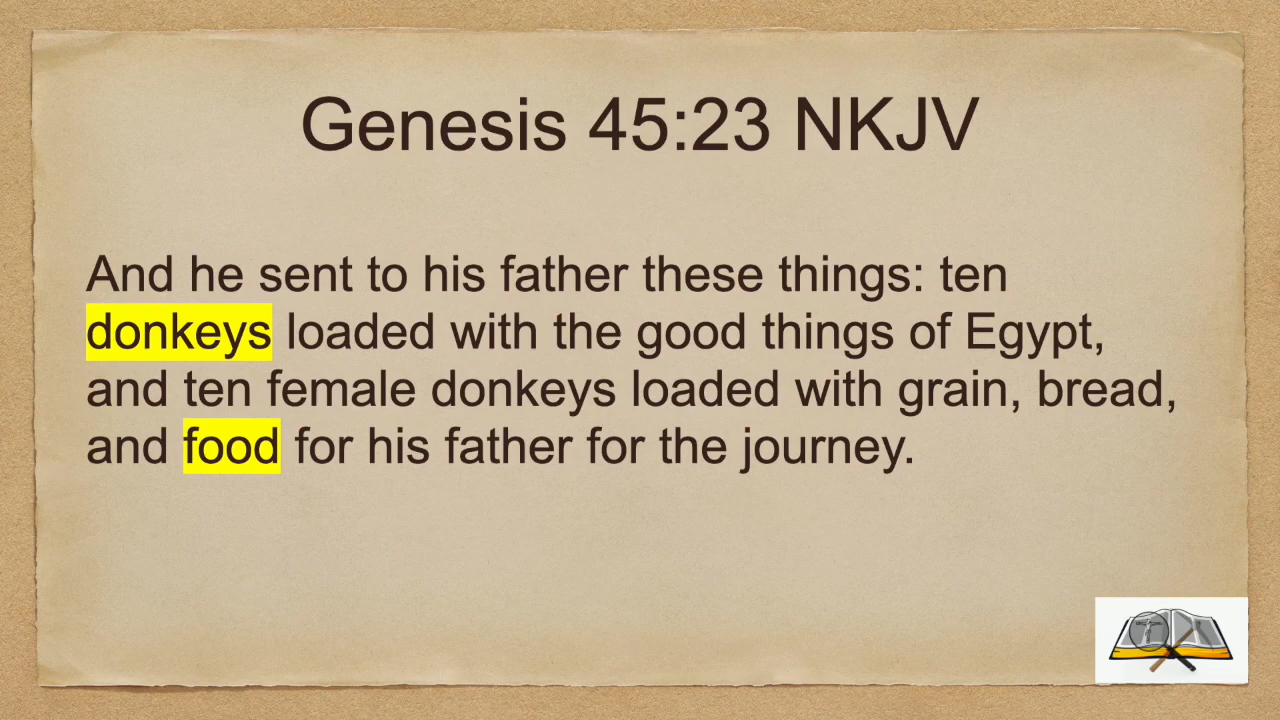 Genesis 45:23 NKJV
And he sent to his father these things: ten
donkeys loaded with the good things of Egypt,
and ten female donkeys loaded with grain, bread,
and food for his father for the journey.